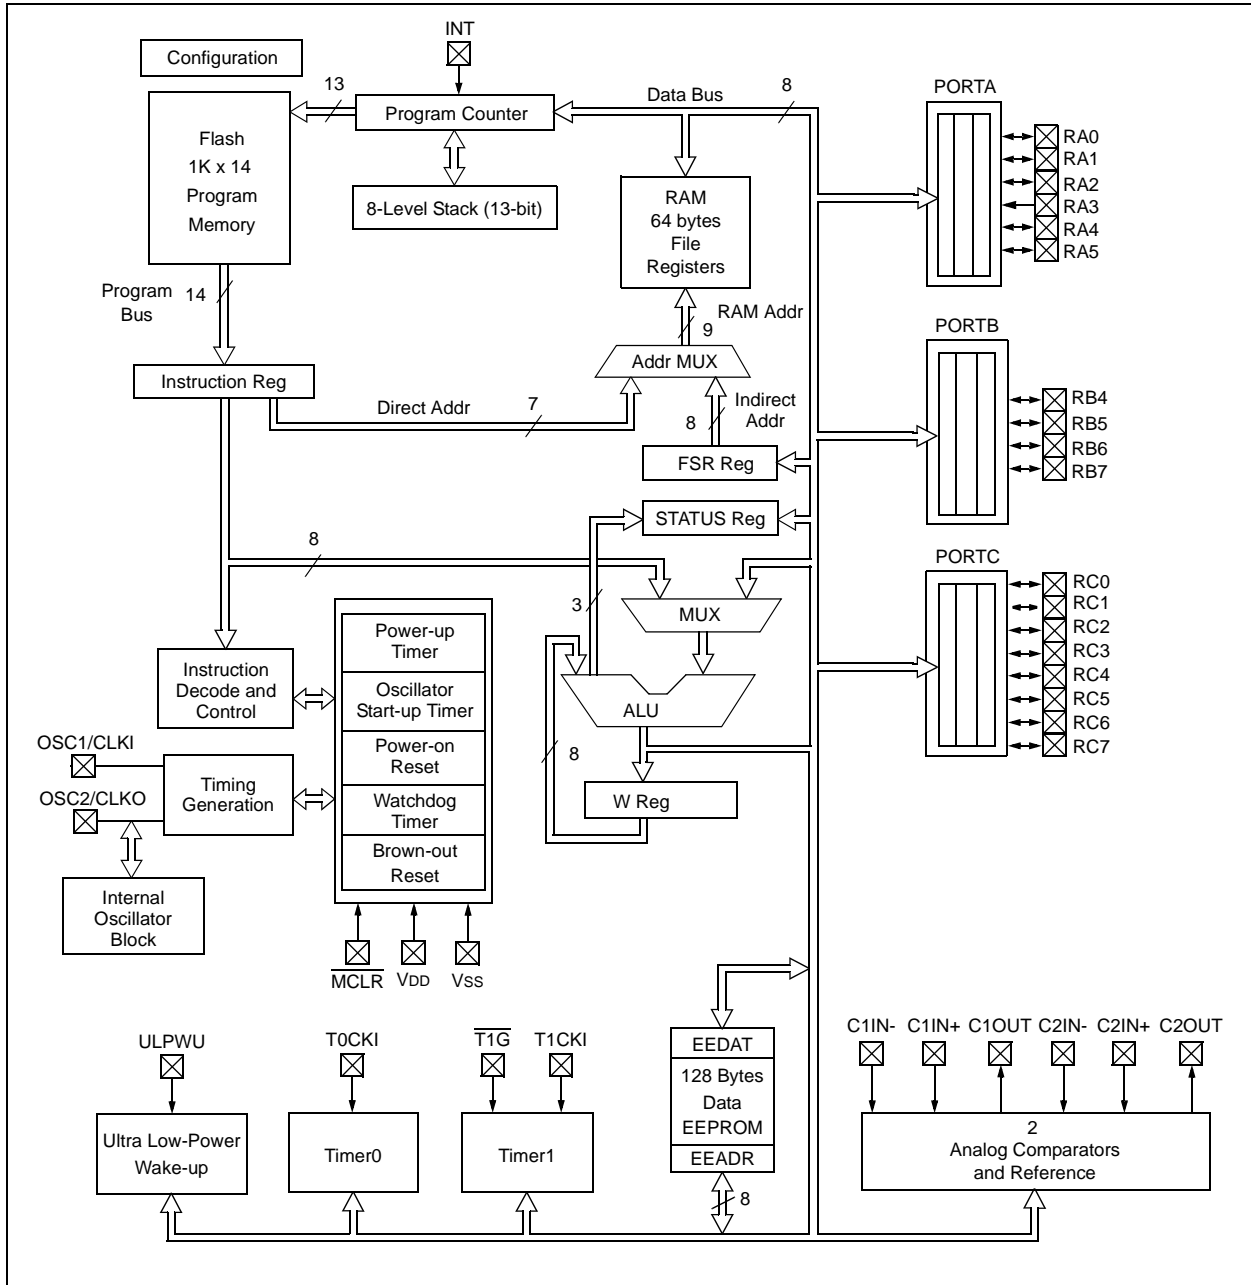 INT
Configuration
13
Data Bus
8
PORTA
Program Counter
Flash
1K x 14
Program
Memory
8-Level Stack (13-bit)
RAM
64 bytes
File
Registers
RA0
RA1
RA2
RA3
RA4
RA5
Program
Bus
14
RAM Addr
9
PORTB
Addr MUX
Instruction Reg
Direct Addr
7
Indirect
Addr
8
FSR Reg
RB4
RB5
RB6
RB7
STATUS Reg
8
PORTC
3
MUX
RC0
RC1
RC2
RC3
RC4
RC5
RC6
RC7
Power-up
Timer
Instruction
Decode and
Control
Oscillator
Start-up Timer
ALU
OSC1/CLKI
Power-on
Reset
8
Timing
Generation
OSC2/CLKO
Watchdog
Timer
W Reg
Brown-out
Reset
Internal
Oscillator
Block
MCLR
VDD
VSS
ULPWU
T0CKI
T1G
T1CKI
EEDAT
128 Bytes
Data
EEPROM
EEADR
8
C1IN-
C1IN+
C1OUT
C2IN-
C2IN+
C2OUT
Ultra Low-Power
Wake-up
Timer0
Timer1
2
Analog Comparators
and Reference